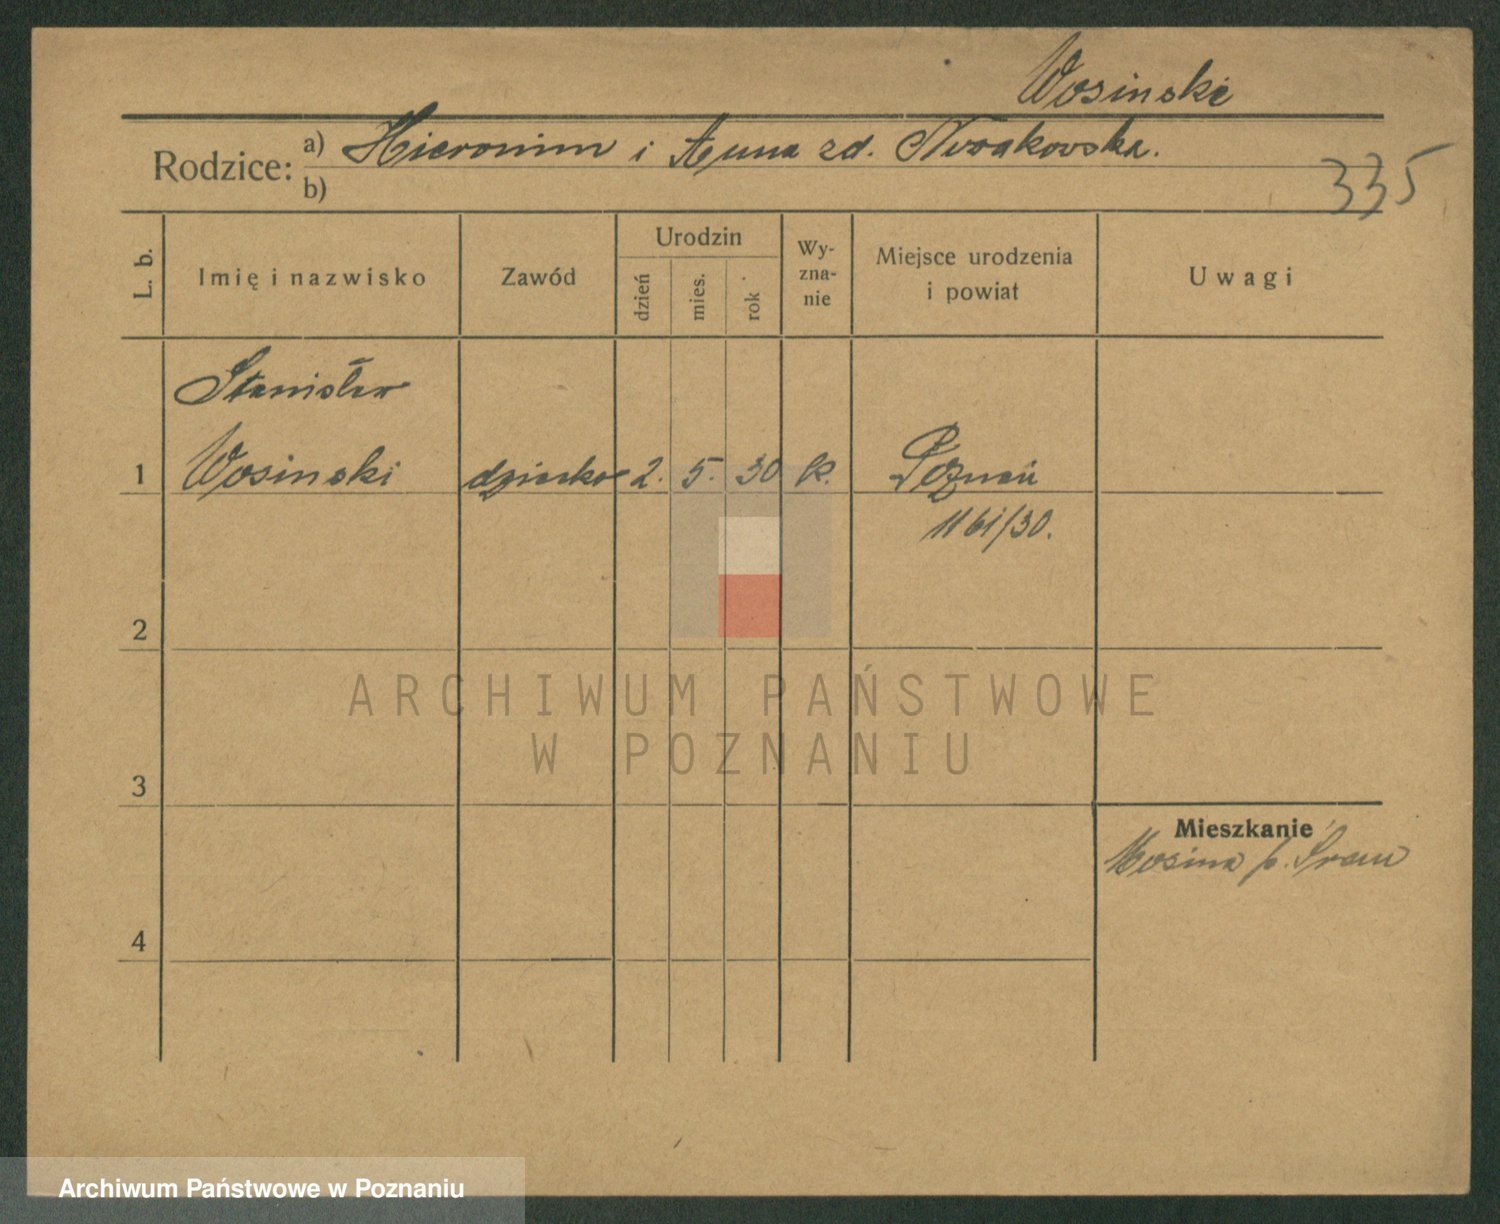 Wosinski
Rodzice: a) Hieronim i Anna zd. Nowakowska.
b)
335
L. b.
Imię i nazwisko
Zawód
Urodzin
dzień
mies.
rok
Wy-
zna-
nie
Miejsce urodzenia
i powiat
Uwagi
Stanisław
1 Wosinski dziecko 2. 5. 30 k. Poznań
1161/30.
2
3
4
Mieszkanie
Mosina p. Śrem
ARCHIWUM PAŃSTWOWE
W POZNANIU
Archiwum Państwowe w Poznaniu